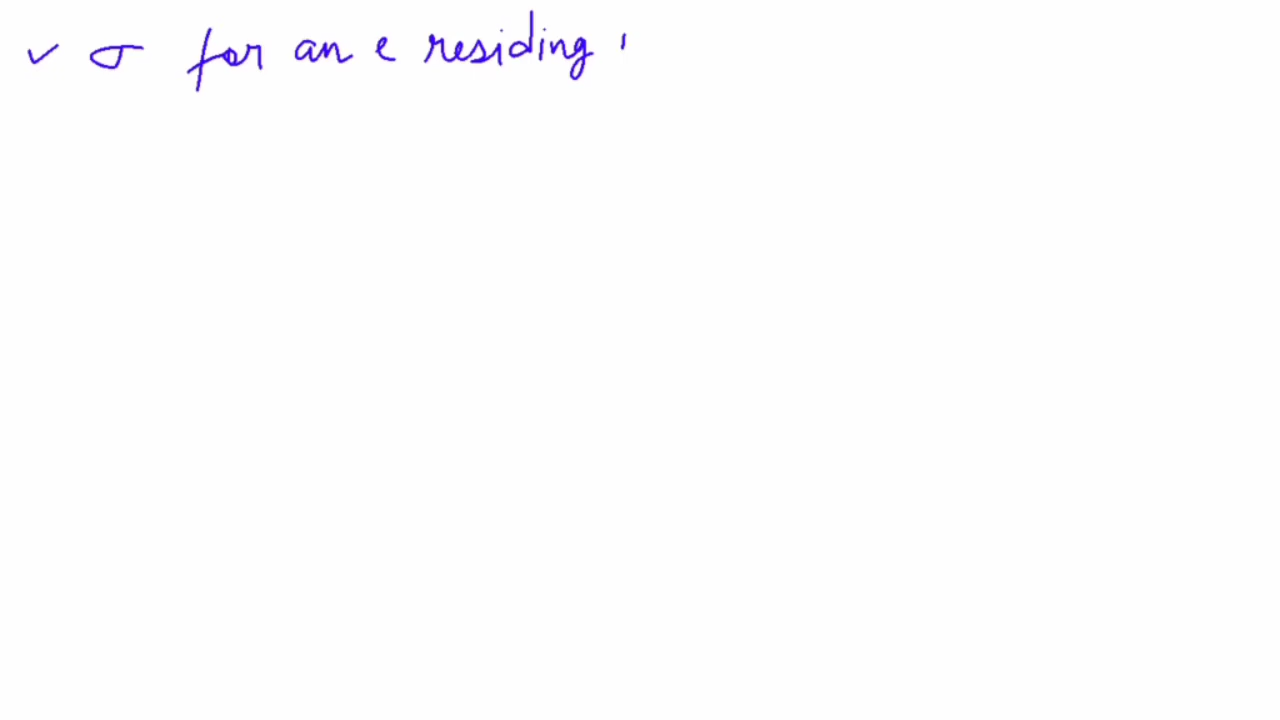 ✓ σ for an e residing